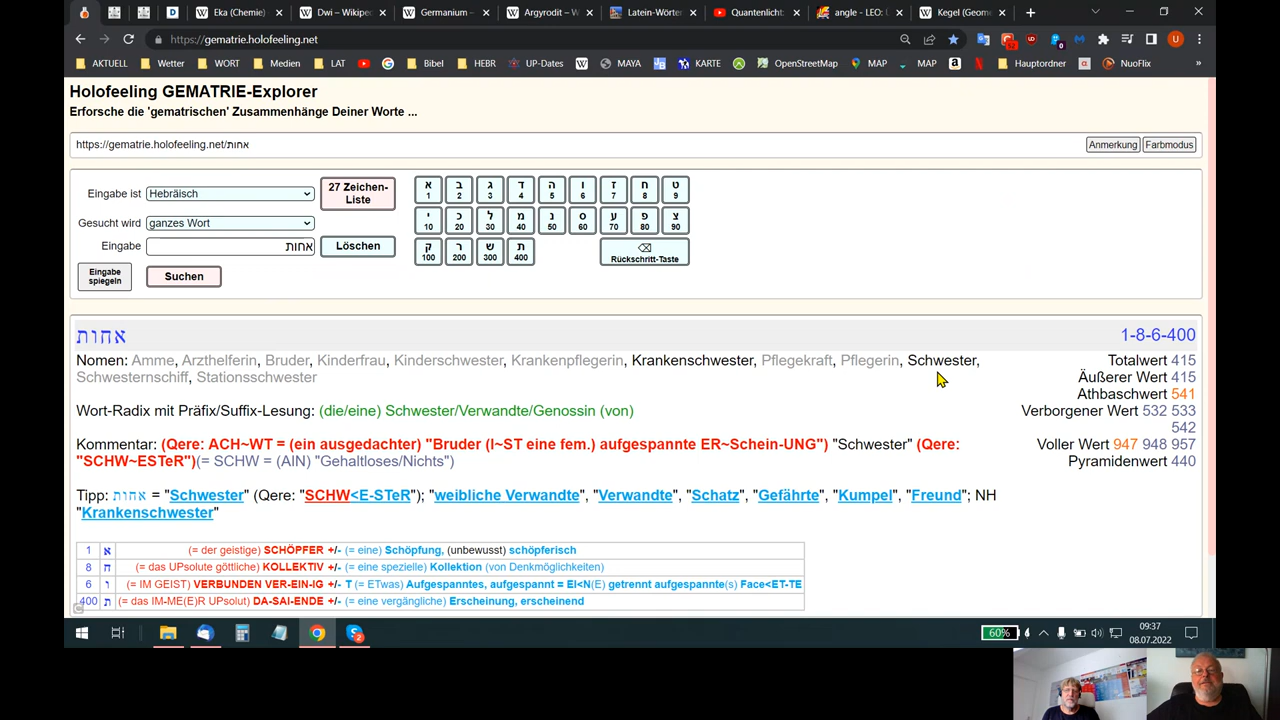 Eka (Chemie) Dwi – Wikipe Germanium – Argyrodit – W Latein-Wörter Quantenlicht angle - LEO: Ü Kegel (Geome
https://gematrie.holofeeling.net
AKTUELL Wetter WORT Medien LAT Bibel HEBR UP-Dates MAYA KARTE OpenStreetMap MAP MAP Hauptordner NuoFlix »
Holofeeling GEMATRIE-Explorer
Erforsche die 'gematrischen' Zusammenhänge Deiner Worte ...
https://gematrie.holofeeling.net/אחות Anmerkung Farbmodus
Eingabe ist Hebräisch 27 Zeichen-Liste
Gesucht wird ganzes Wort
Eingabe אחות Löschen
Eingabe spiegeln Suchen
א ב ג ד ה ו ז ח ט
1 2 3 4 5 6 7 8 9
י כ ל מ נ ס ע פ צ
10 20 30 40 50 60 70 80 90
ק ר ש ת ⌫
100 200 300 400 Rückschritt-Taste
אחות 1-8-6-400
Nomen: Amme, Arzthelferin, Bruder, Kinderfrau, Kinderschwester, Krankenpflegerin, Krankenschwester, Pflegekraft, Pflegerin, Schwester,
Schwesternschiff, Stationsschwester
Totalwert 415
Äußerer Wert 415
Athbaschwert 541
Verborgener Wert 532 533
542
Voller Wert 947 948 957
Pyramidenwert 440
Wort-Radix mit Präfix/Suffix-Lesung: (die/eine) Schwester/Verwandte/Genossin (von)
Kommentar: (Qere: ACH~WT = (ein ausgedachter) "Bruder (I~ST eine fem.) aufgespannte ER~Schein-UNG") "Schwester" (Qere:
"SCHW~ESTeR")(= SCHW = (AIN) "Gehaltloses/Nichts")
Tipp: אחות = "Schwester" (Qere: "SCHW<E-STeR"); "weibliche Verwandte", "Verwandte", "Schatz", "Gefährte", "Kumpel", "Freund"; NH
"Krankenschwester"
1 א (= der geistige) SCHÖPFER +/- (= eine) Schöpfung, (unbewusst) schöpferisch
8 ח (= das UPsolute göttliche) KOLLEKTIV +/- (= eine spezielle) Kollektion (von Denkmöglichkeiten)
6 ו (= IM GEIST) VERBUNDEN VER-EIN-IG +/- T (= ETwas) Aufgespanntes, aufgespannt = EI<N(E) getrennt aufgespannte(s) Face<ET-TE
400 ת (= das IM-ME(E)R UPsolut) DA-SAI-ENDE +/- (= eine vergängliche) Erscheinung, erscheinend
60% 09:37
08.07.2022